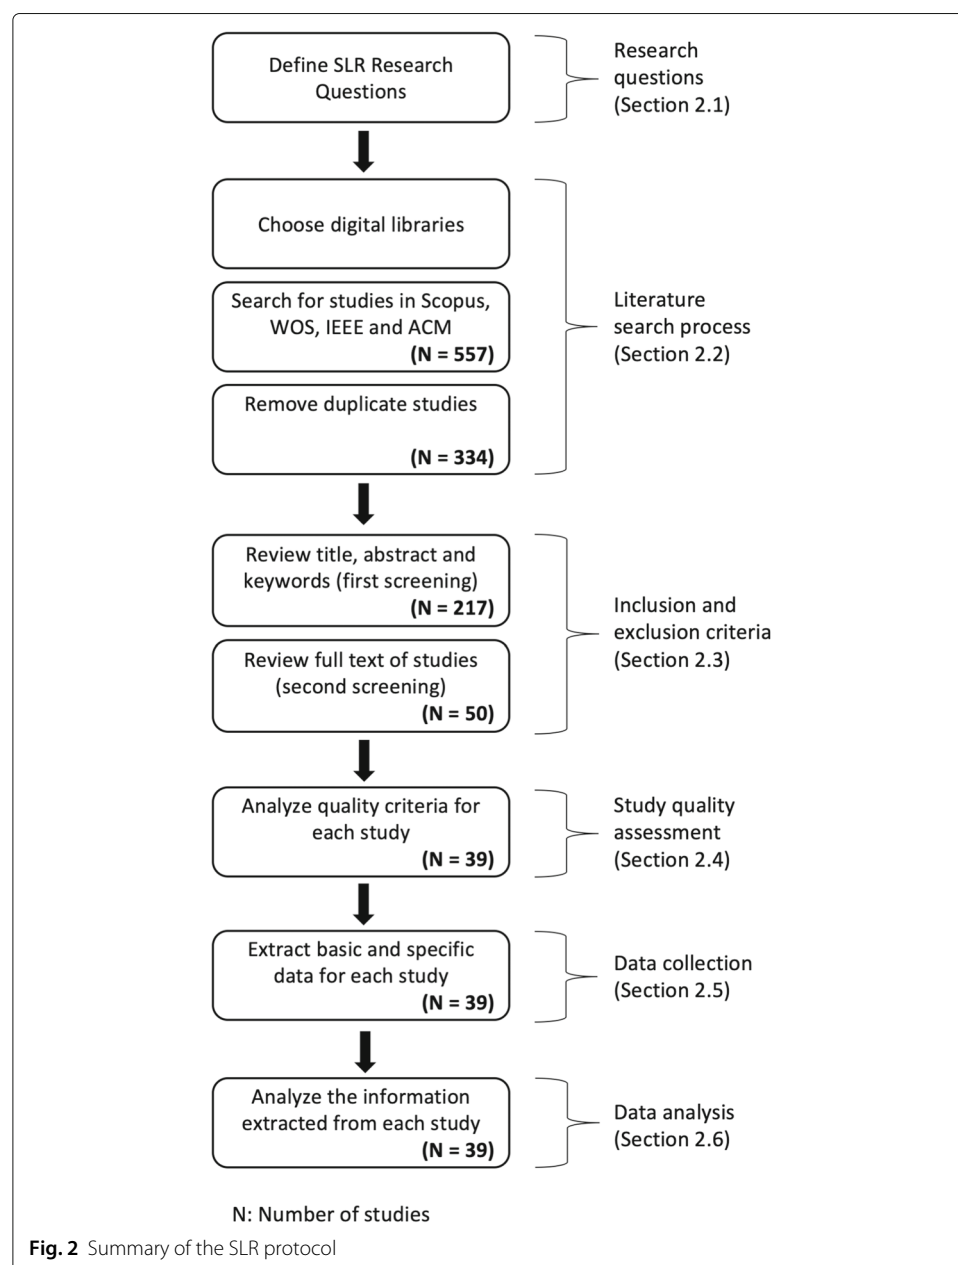 Define SLR Research
Questions
Research
questions
(Section 2.1)
Choose digital libraries
Search for studies in Scopus,
WOS, IEEE and ACM
(N = 557)
Remove duplicate studies
(N = 334)
Literature
search process
(Section 2.2)
Review title, abstract and
keywords (first screening)
(N = 217)
Review full text of studies
(second screening)
(N = 50)
Inclusion and
exclusion criteria
(Section 2.3)
Analyze quality criteria for
each study
(N = 39)
Study quality
assessment
(Section 2.4)
Extract basic and specific
data for each study
(N = 39)
Data collection
(Section 2.5)
Analyze the information
extracted from each study
(N = 39)
Data analysis
(Section 2.6)
N: Number of studies
Fig. 2 Summary of the SLR protocol